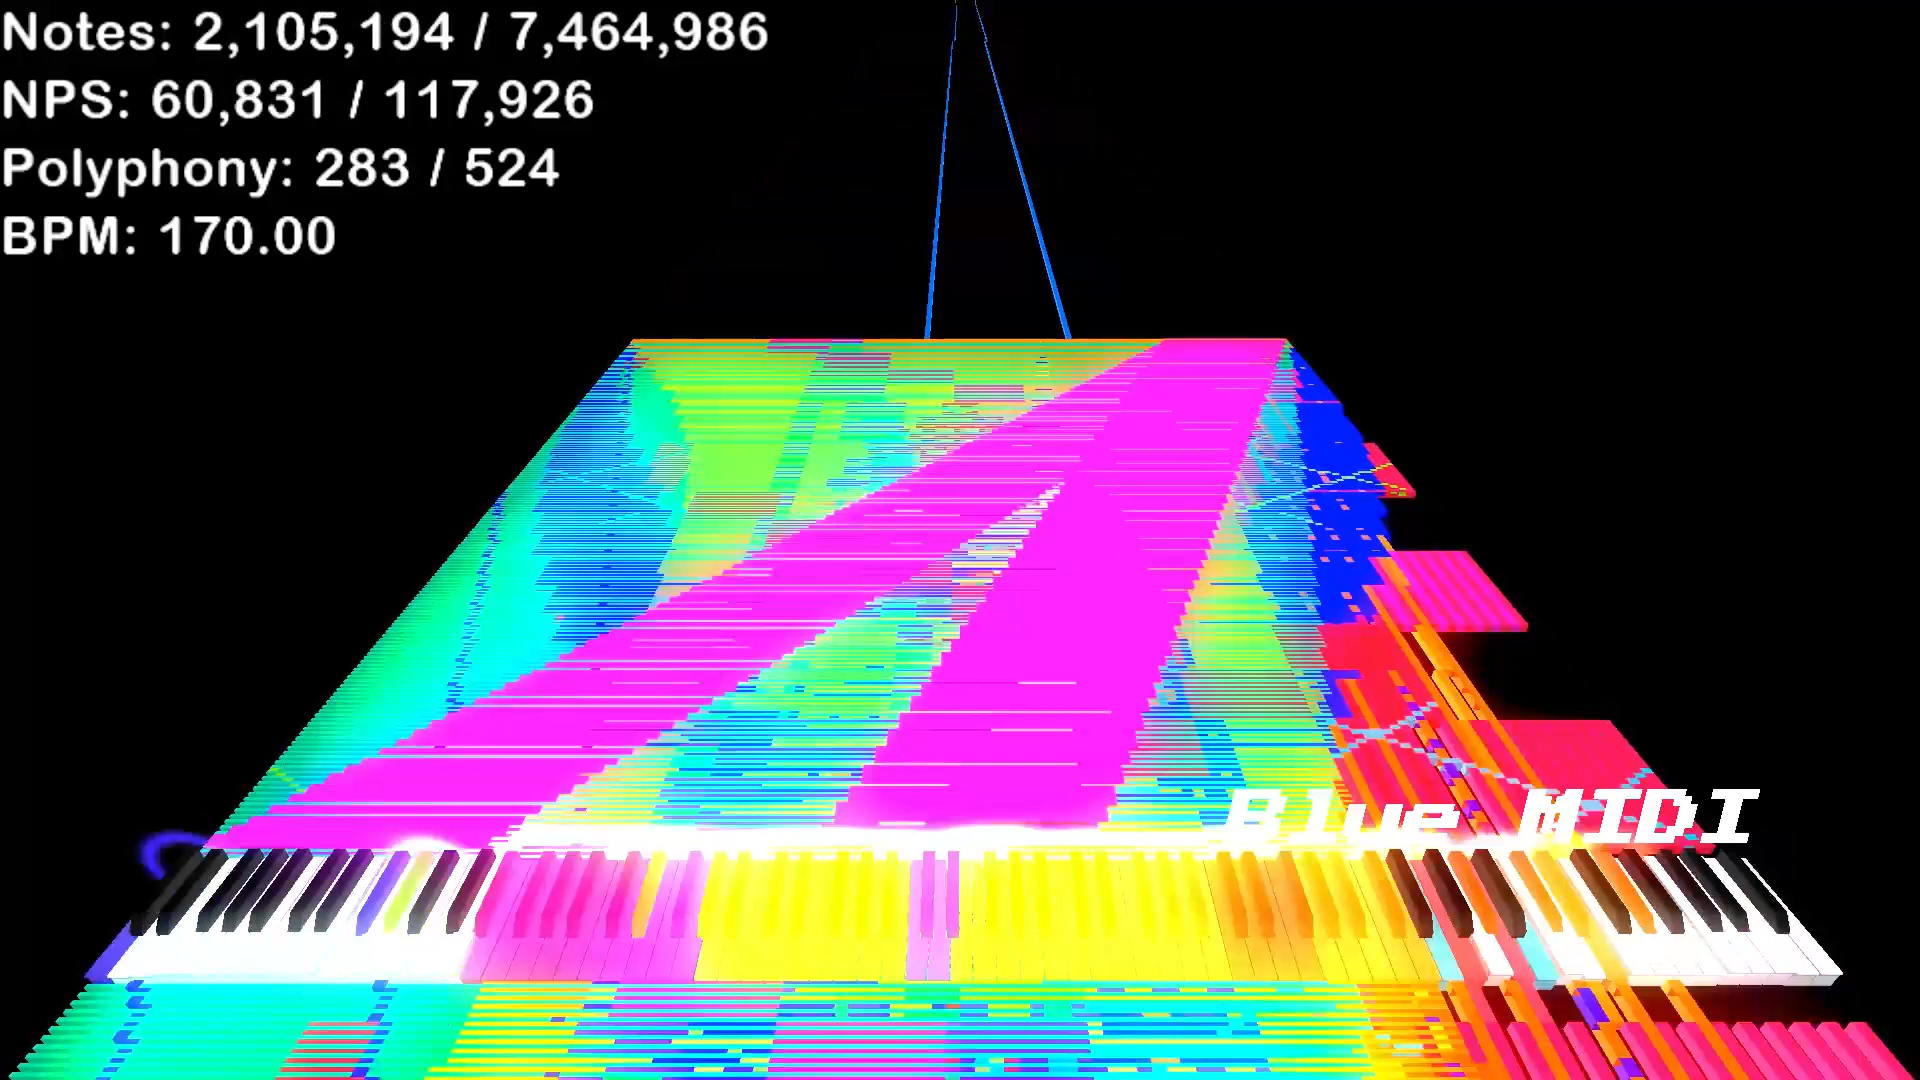 Notes: 2,105,194 / 7,464,986
NPS: 60,831 / 117,926
Polyphony: 283 / 524
BPM: 170.00
Blue MIDI